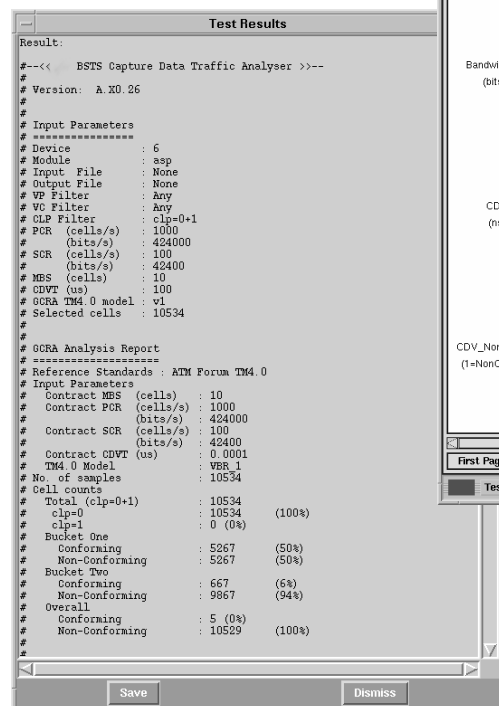 Test Results
Result:
#--<< BSTS Capture Data Traffic Analyser >>--
#
# Version: A.X0.26
#
#
# Input Parameters
# ================
# Device : 6
# Module : asp
# Input File : None
# Output File : None
# VP Filter : Any
# VC Filter : Any
# CLP Filter : clp=0+1
# PCR (cells/s) : 1000
# (bits/s) : 424000
# SCR (cells/s) : 100
# (bits/s) : 42400
# MBS (cells) : 10
# CDVT (us) : 100
# GCRA TM4.0 model : v1
# Selected cells : 10534
#
#
# GCRA Analysis Report
# ====================
# Reference Standards : ATM Forum TM4.0
# Input Parameters
# Contract MBS (cells) : 10
# Contract PCR (cells/s) : 1000
# (bits/s) : 424000
# Contract SCR (cells/s) : 100
# (bits/s) : 42400
# Contract CDVT (us) : 0.0001
# TM4.0 Model : VBR_1
# No. of samples : 10534
# Cell counts
# Total (clp=0+1) : 10534
# clp=0 : 10534 (100%)
# clp=1 : 0 (0%)
# Bucket One
# Conforming : 5267 (50%)
# Non-Conforming : 5267 (50%)
# Bucket Two
# Conforming : 667 (6%)
# Non-Conforming : 9867 (94%)
# Overall
# Conforming : 5 (0%)
# Non-Conforming : 10529 (100%)
#
#
Save
Dismiss
Bandwi
(bit
CD
(n
CDV_Non
(1=NonC
First Pag
Te